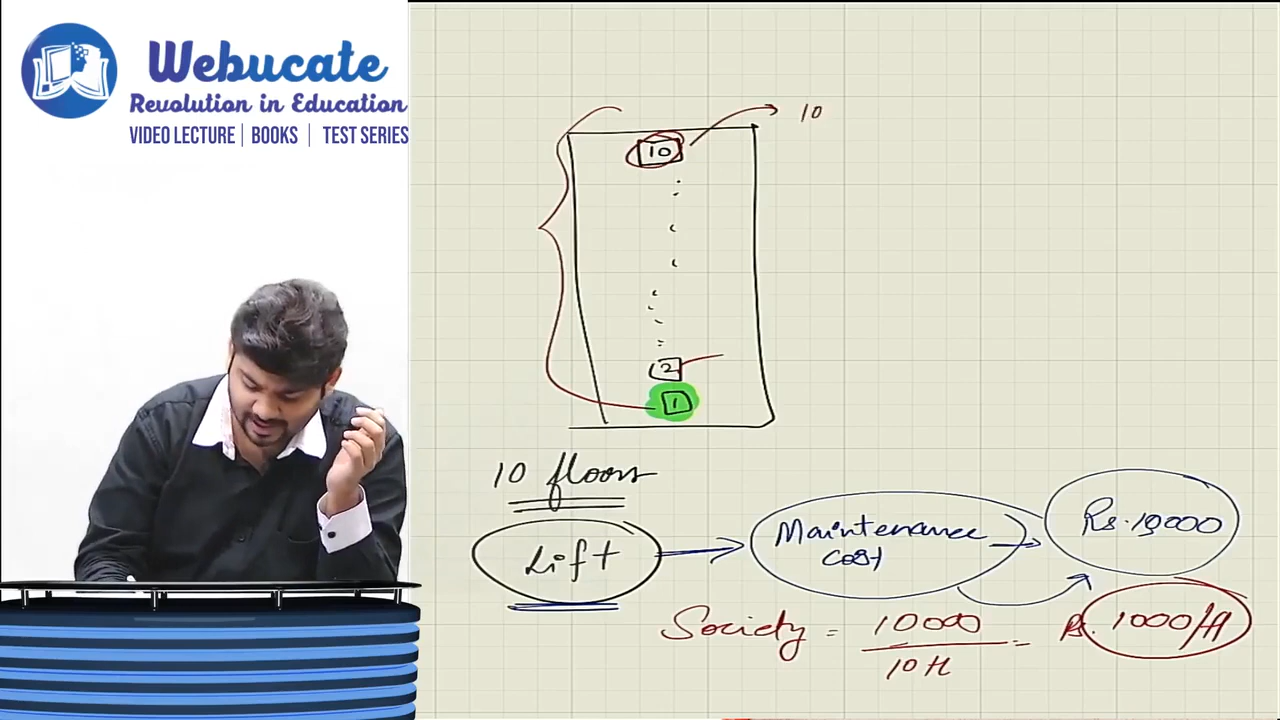 Webucate
Revolution in Education
VIDEO LECTURE | BOOKS | TEST SERIES
10
10
2
1
10 floors
Lift
Maintenance
cost
Rs. 10000
Society = 10000
10 fl
= Rs. 1000/fl